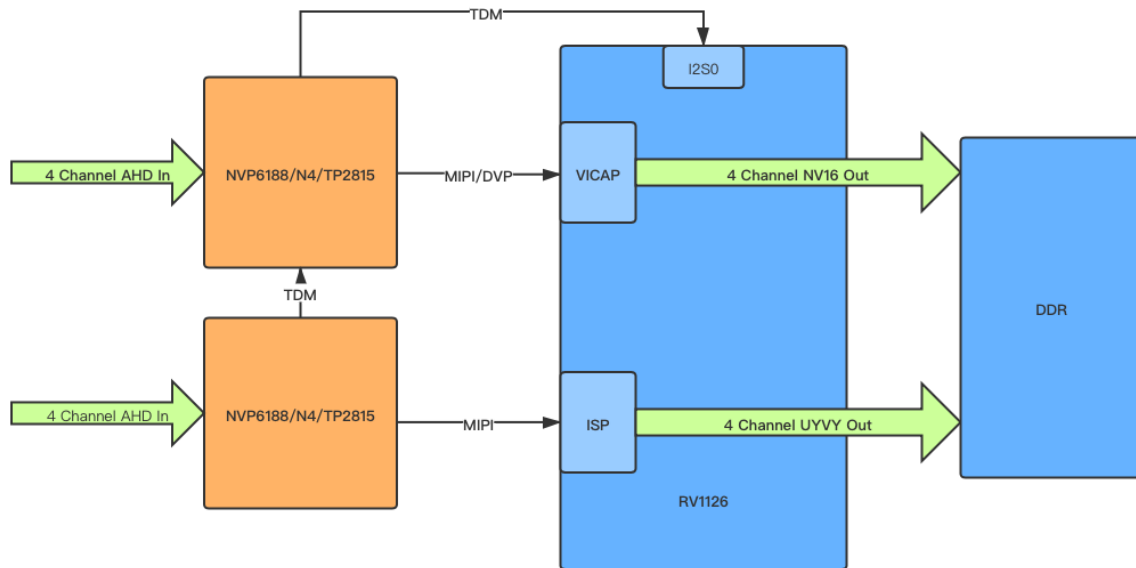 TDM
I2S0
4 Channel AHD In
NVP6188/N4/TP2815
MIPI/DVP
VICAP
4 Channel NV16 Out
TDM
DDR
4 Channel AHD In
NVP6188/N4/TP2815
MIPI
ISP
4 Channel UYVY Out
RV1126